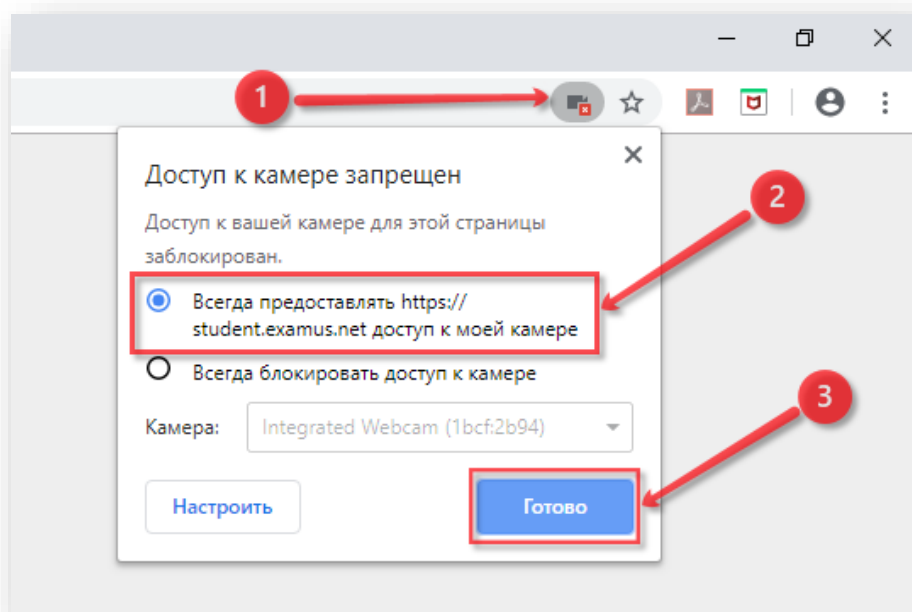 1
Доступ к камере запрещен
2
Доступ к вашей камере для этой страницы
заблокирован.
Всегда предоставлять https://
student.examus.net доступ к моей камере
Всегда блокировать доступ к камере
3
Камера: Integrated Webcam (1bcf:2b94)
Настроить Готово